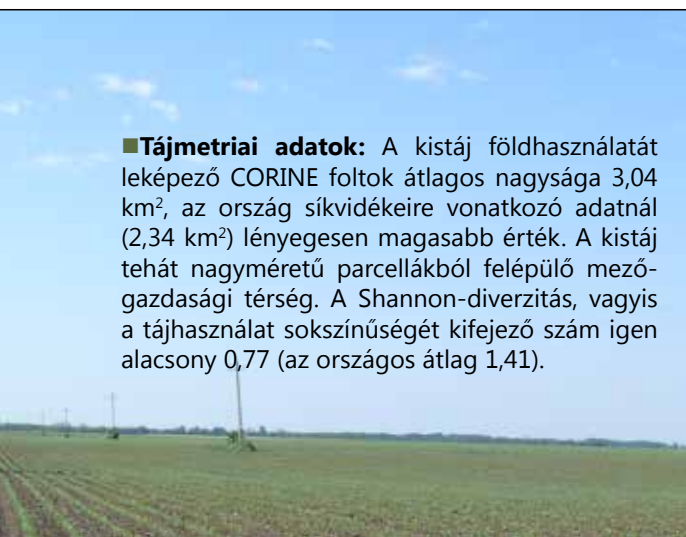 ■Tájmetriai adatok: A kistáj földhasználatát
leképező CORINE foltok átlagos nagysága 3,04
km², az ország síkvidékeire vonatkozó adatnál
(2,34 km²) lényegesen magasabb érték. A kistáj
tehát nagyméretű parcellákból felépülő mező-
gazdasági térség. A Shannon-diverzitás, vagyis
a tájhasználat sokszínűségét kifejező szám igen
alacsony 0,77 (az országos átlag 1,41).